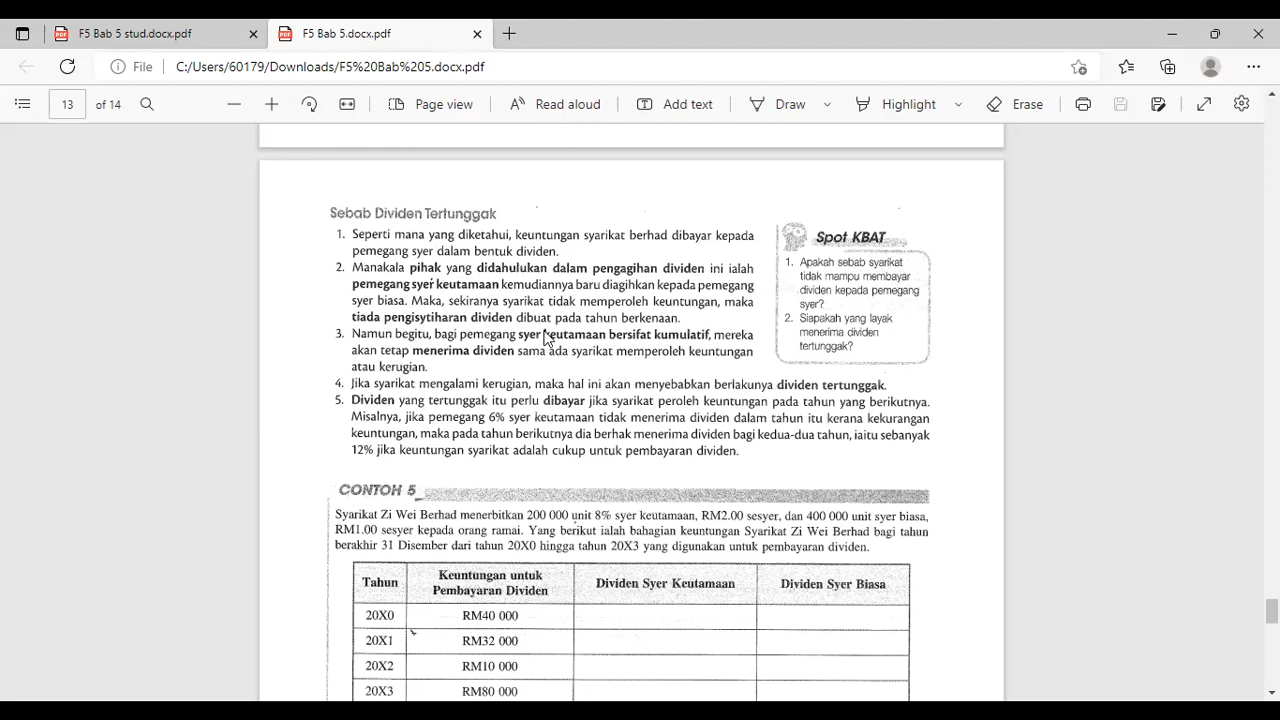 F5 Bab 5 stud.docx.pdf
F5 Bab 5.docx.pdf
File
C:/Users/60179/Downloads/F5%20Bab%205.docx.pdf
13
of 14
Page view
Read aloud
Add text
Draw
Highlight
Erase
Sebab Dividen Tertunggak
1. Seperti mana yang diketahui, keuntungan syarikat berhad dibayar kepada
pemegang syer dalam bentuk dividen.
2. Manakala pihak yang didahulukan dalam pengagihan dividen ini ialah
pemegang syer keutamaan kemudiannya baru diagihkan kepada pemegang
syer biasa. Maka, sekiranya syarikat tidak memperoleh keuntungan, maka
tiada pengisytiharan dividen dibuat pada tahun berkenaan.
3. Namun begitu, bagi pemegang syer keutamaan bersifat kumulatif, mereka
akan tetap menerima dividen sama ada syarikat memperoleh keuntungan
atau kerugian.
4. Jika syarikat mengalami kerugian, maka hal ini akan menyebabkan berlakunya dividen tertunggak.
5. Dividen yang tertunggak itu perlu dibayar jika syarikat peroleh keuntungan pada tahun yang berikutnya.
Misalnya, jika pemegang 6% syer keutamaan tidak menerima dividen dalam tahun itu kerana kekurangan
keuntungan, maka pada tahun berikutnya dia berhak menerima dividen bagi kedua-dua tahun, iaitu sebanyak
12% jika keuntungan syarikat adalah cukup untuk pembayaran dividen.
Spot KBAT
1. Apakah sebab syarikat
tidak mampu membayar
dividen kepada pemegang
syer?
2. Siapakah yang layak
menerima dividen
tertunggak?
CONTOH 5
Syarikat Zi Wei Berhad menerbitkan 200 000 unit 8% syer keutamaan, RM2.00 sesyer, dan 400 000 unit syer biasa,
RM1.00 sesyer kepada orang ramai. Yang berikut ialah bahagian keuntungan Syarikat Zi Wei Berhad bagi tahun
berakhir 31 Disember dari tahun 20X0 hingga tahun 20X3 yang digunakan untuk pembayaran dividen.
Tahun
Keuntungan untuk
Pembayaran Dividen
Dividen Syer Keutamaan
Dividen Syer Biasa
20X0
RM40 000
20X1
RM32 000
20X2
RM10 000
20X3
RM80 000